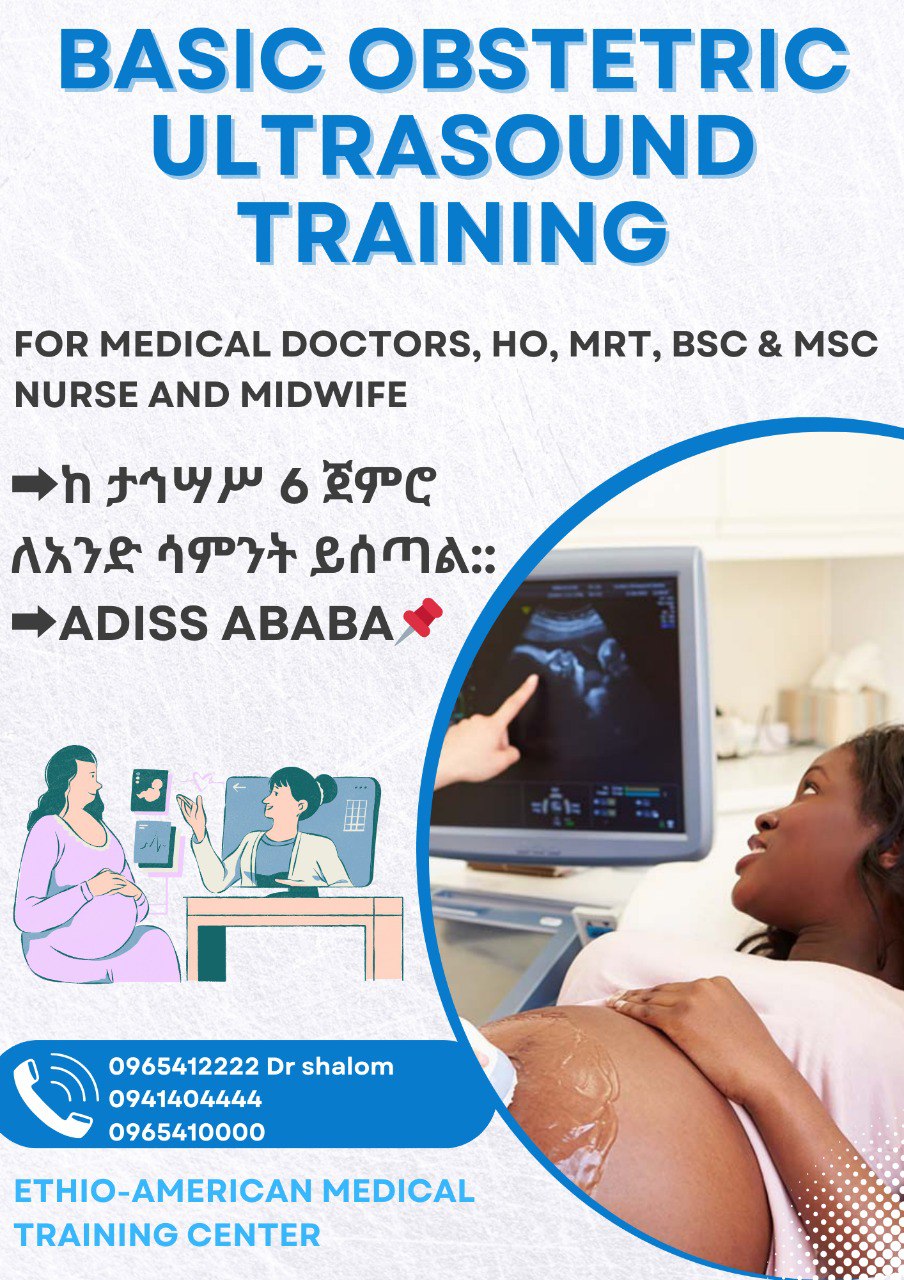 BASIC OBSTETRIC
ULTRASOUND
TRAINING
FOR MEDICAL DOCTORS, HO, MRT, BSC & MSC
NURSE AND MIDWIFE
➡ከ ታኅሣሥ 6 ጀምሮ
ለአንድ ሳምንት ይሰጣል።
➡ADISS ABABA📌
0965412222 Dr shalom
0941404444
0965410000
ETHIO-AMERICAN MEDICAL
TRAINING CENTER